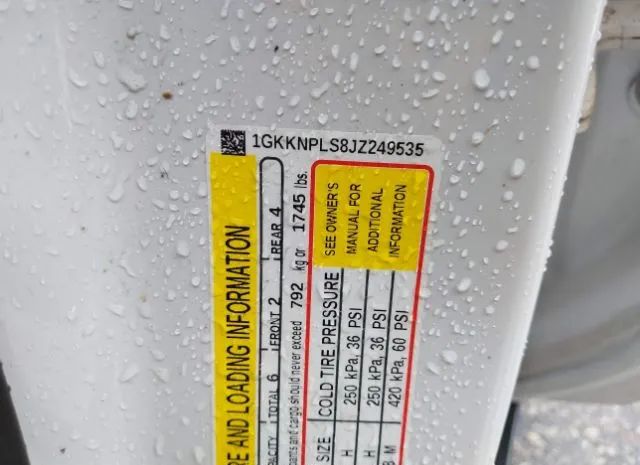 1GKKNPLS8JZ249535
RE AND LOADING INFORMATION
PACITY TOTAL 6 FRONT 2 REAR 4
pants and cargo should never exceed 792 kg or 1745 lbs.
SIZE COLD TIRE PRESSURE
H 250 kPa, 36 PSI
H 250 kPa, 36 PSI
M 420 kPa, 60 PSI
SEE OWNER'S
MANUAL FOR
ADDITIONAL
INFORMATION